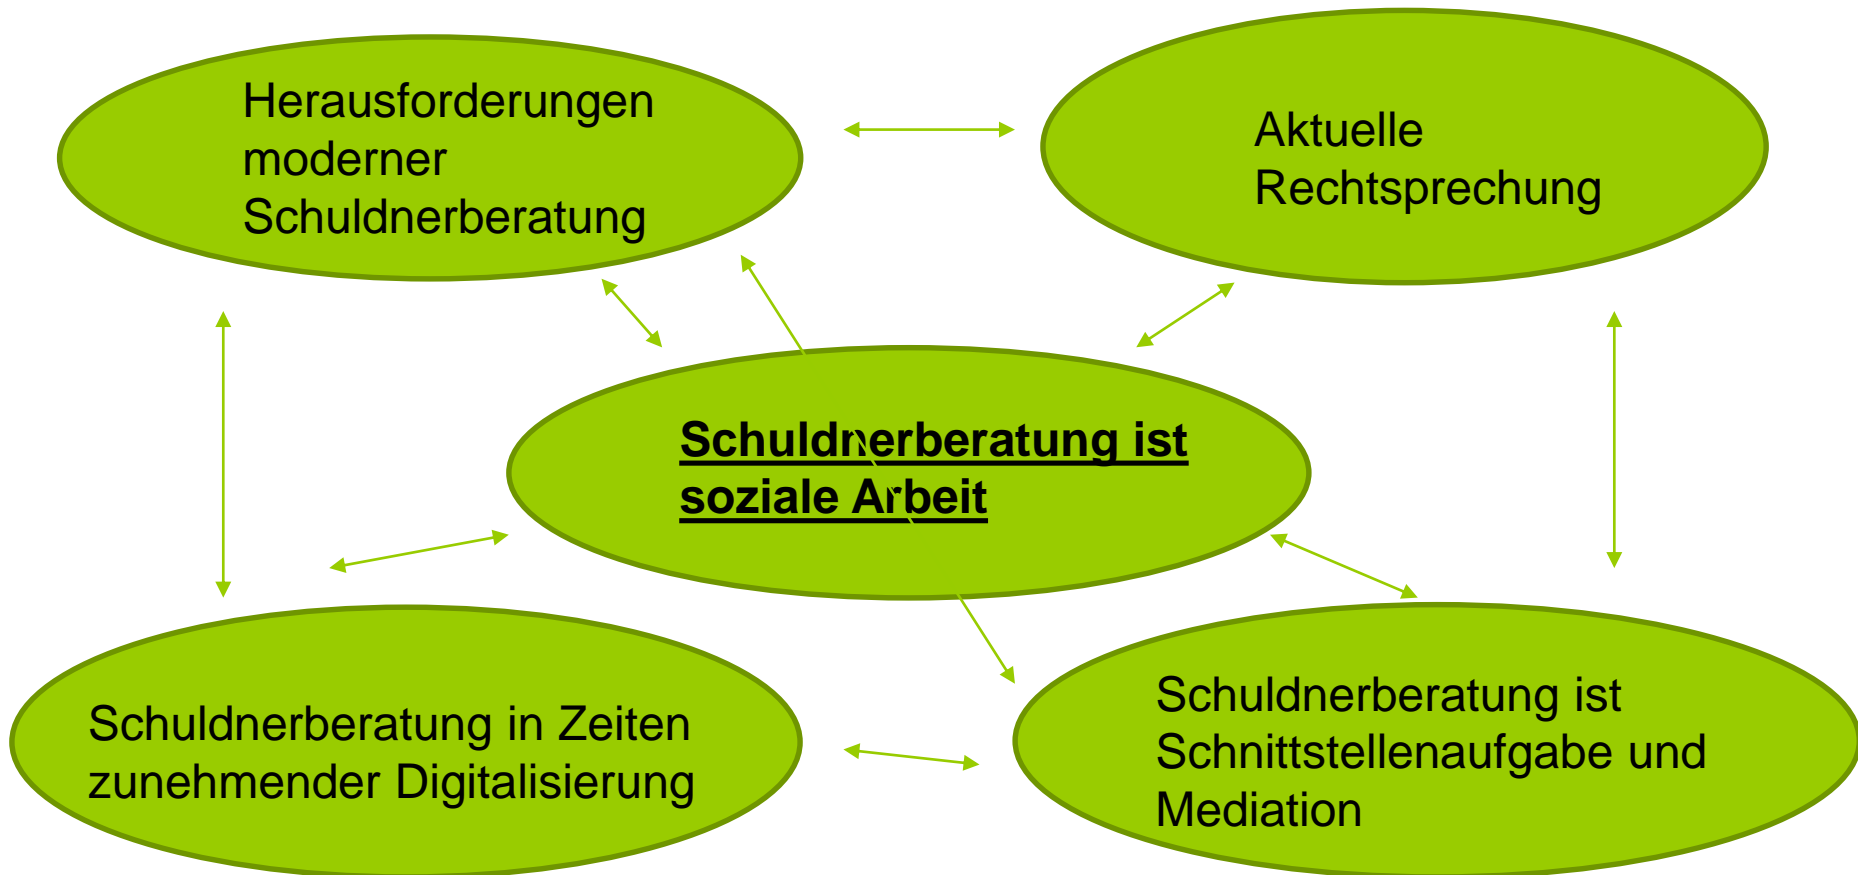 Herausforderungen
moderner
Schuldnerberatung
Aktuelle
Rechtsprechung
Schuldnerberatung ist
soziale Arbeit
Schuldnerberatung in Zeiten
zunehmender Digitalisierung
Schuldnerberatung ist
Schnittstellenaufgabe und
Mediation